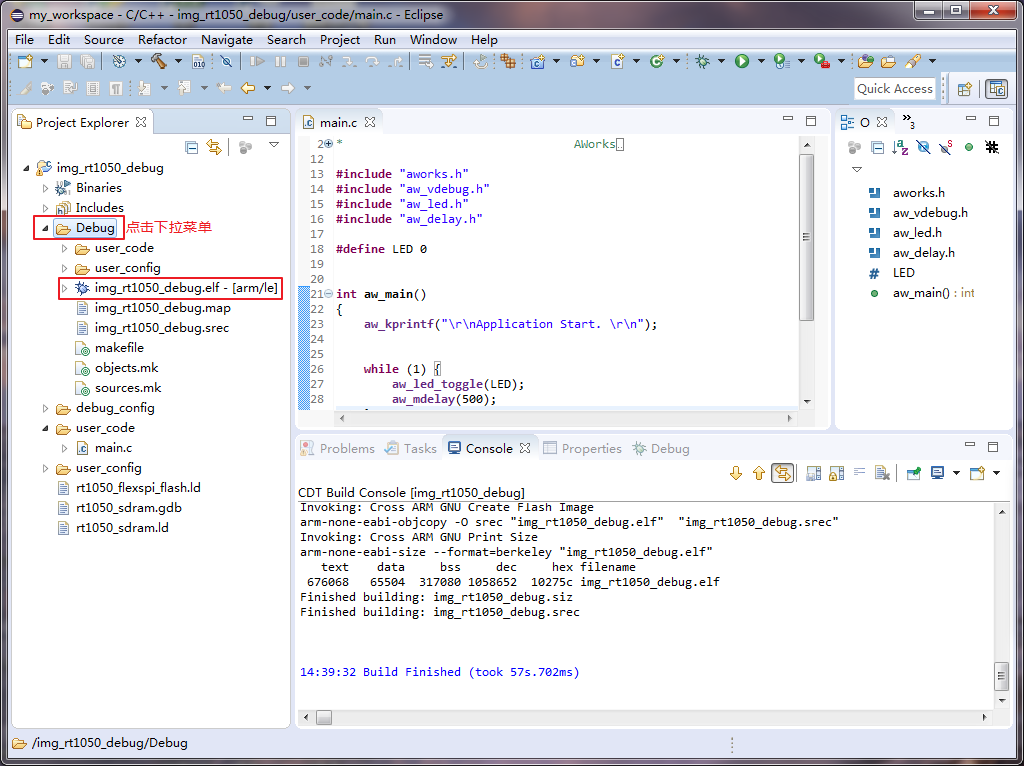 my_workspace - C/C++ - img_rt1050_debug/user_code/main.c - Eclipse
File Edit Source Refactor Navigate Search Project Run Window Help
010
Quick Access
Project Explorer
img_rt1050_debug
Binaries
Includes
Debug
点击下拉菜单
user_code
user_config
img_rt1050_debug.elf - [arm/le]
img_rt1050_debug.map
img_rt1050_debug.srec
makefile
objects.mk
sources.mk
debug_config
user_code
main.c
user_config
rt1050_flexspi_flash.ld
rt1050_sdram.gdb
rt1050_sdram.ld
main.c
2 * AWorks
12
13 #include "aworks.h"
14 #include "aw_vdebug.h"
15 #include "aw_led.h"
16 #include "aw_delay.h"
17
18 #define LED 0
19
20
21 int aw_main()
22 {
23 aw_kprintf("\r\nApplication Start. \r\n");
24
25
26 while (1) {
27 aw_led_toggle(LED);
28 aw_mdelay(500);
O
»3
aworks.h
aw_vdebug.h
aw_led.h
aw_delay.h
# LED
aw_main() : int
Problems Tasks Console Properties Debug
CDT Build Console [img_rt1050_debug]
Invoking: Cross ARM GNU Create Flash Image
arm-none-eabi-objcopy -O srec "img_rt1050_debug.elf" "img_rt1050_debug.srec"
Invoking: Cross ARM GNU Print Size
arm-none-eabi-size --format=berkeley "img_rt1050_debug.elf"
text data bss dec hex filename
676068 65504 317080 1058652 10275c img_rt1050_debug.elf
Finished building: img_rt1050_debug.siz
Finished building: img_rt1050_debug.srec
14:39:32 Build Finished (took 57s.702ms)
/img_rt1050_debug/Debug